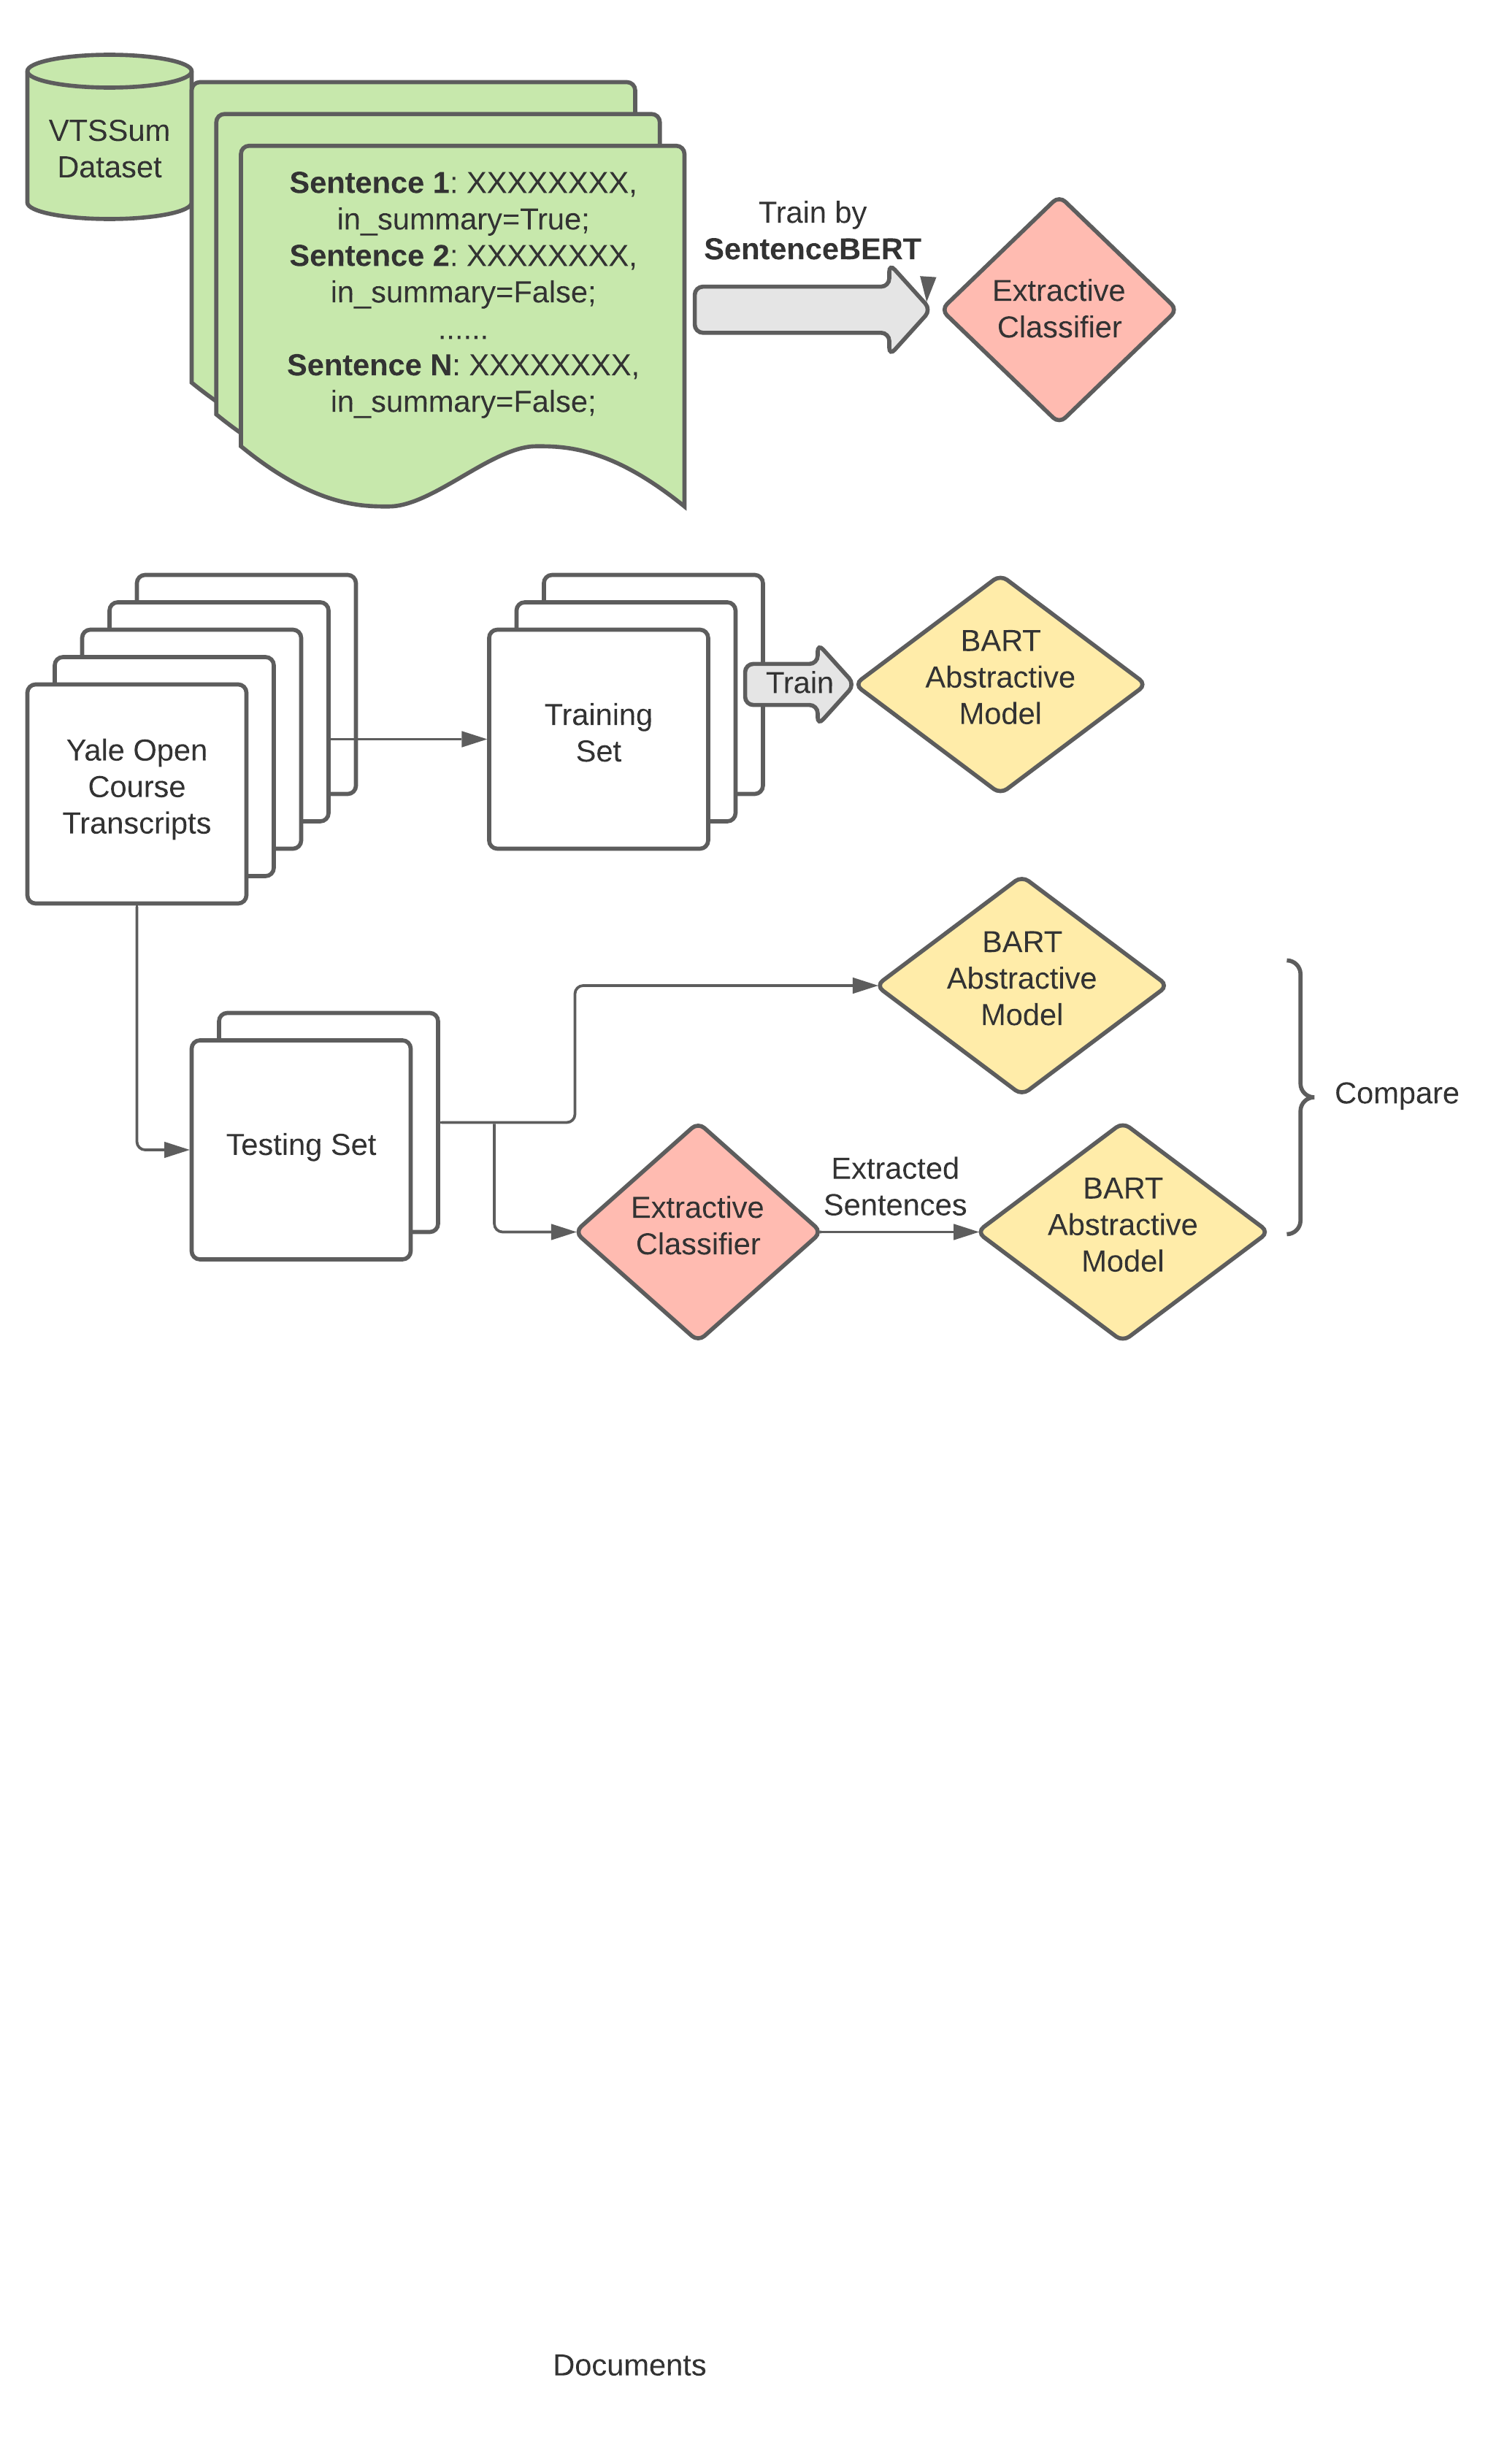 VTSSum
Dataset
Sentence 1: XXXXXXXX,
in_summary=True;
Sentence 2: XXXXXXXX,
in_summary=False;
......
Sentence N: XXXXXXXX,
in_summary=False;
Train by
SentenceBERT
Extractive
Classifier
Yale Open
Course
Transcripts
Training
Set
Train
BART
Abstractive
Model
BART
Abstractive
Model
Testing Set
Extractive
Classifier
Extracted
Sentences
BART
Abstractive
Model
Compare
Documents